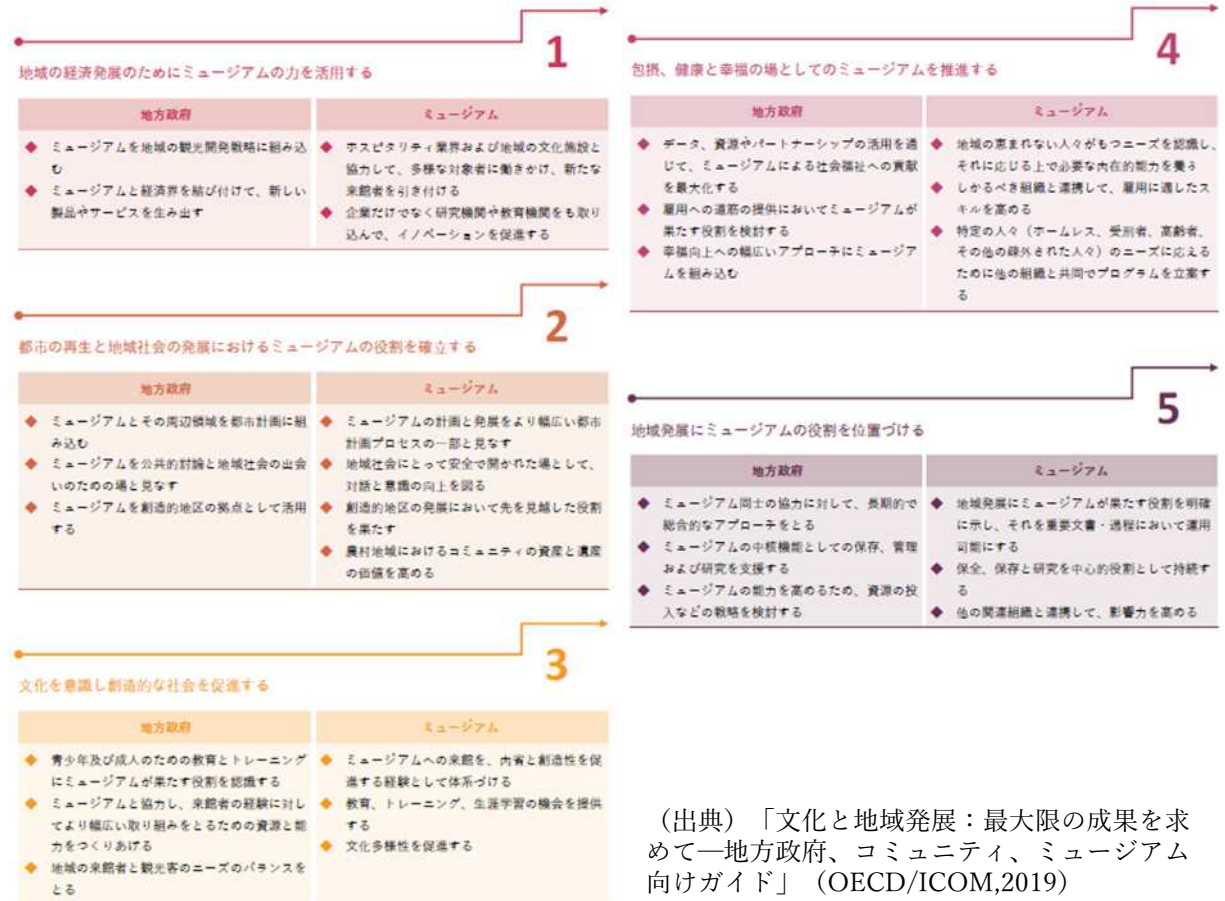 1
地域の経済発展のためにミュージアムの力を活用する
地方政府
◆ ミュージアムを地域の観光開発戦略に組み込
む
◆ ミュージアムと経済界を結び付けて、新しい
製品やサービスを生み出す
ミュージアム
◆ ホスピタリティ業界および地域の文化施設と
協力して、多様な対象者に働きかけ、新たな
来館者を引き付ける
◆ 企業だけでなく研究機関や教育機関をも取り
込んで、イノベーションを促進する
2
都市の再生と地域社会の発展におけるミュージアムの役割を確立する
地方政府
◆ ミュージアムとその周辺領域を都市計画に組
み込む
◆ ミュージアムを公共的討論と地域社会の出会
いのための場と見なす
◆ ミュージアムを創造的地区の拠点として活用
する
ミュージアム
◆ ミュージアムの計画と発展をより幅広い都市
計画プロセスの一部と見なす
◆ 地域社会にとって安全で開かれた場として、
対話と意識の向上を図る
◆ 創造的地区の発展において先を見越した役割
を果たす
◆ 農村地域におけるコミュニティの資産と遺産
の価値を高める
3
文化を意識し創造的な社会を促進する
地方政府
◆ 青少年及び成人のための教育とトレーニング
にミュージアムが果たす役割を認識する
◆ ミュージアムと協力し、来館者の経験に対し
てより幅広い取り組みをとるための資源と能
力をつくりあげる
◆ 地域の来館者と観光客のニーズのバランスを
とる
ミュージアム
◆ ミュージアムへの来館を、内省と創造性を促
進する経験として体系づける
◆ 教育、トレーニング、生涯学習の機会を提供
する
◆ 文化多様性を促進する
4
包摂、健康と幸福の場としてのミュージアムを推進する
地方政府
◆ データ、資源やパートナーシップの活用を通
じて、ミュージアムによる社会福祉への貢献
を最大化する
◆ 雇用への道筋の提供においてミュージアムが
果たす役割を検討する
◆ 幸福向上への幅広いアプローチにミュージア
ムを組み込む
ミュージアム
◆ 地域の恵まれない人々がもつニーズを認識し、
それに応じる上で必要な内在的能力を養う
◆ しかるべき組織と連携して、雇用に適したス
キルを高める
◆ 特定の人々（ホームレス、受刑者、高齢者、
その他の疎外された人々）のニーズに応える
ために他の組織と共同でプログラムを立案す
る
5
地域発展にミュージアムの役割を位置づける
地方政府
◆ ミュージアム同士の協力に対して、長期的で
総合的なアプローチをとる
◆ ミュージアムの中核機能としての保存、管理
および研究を支援する
◆ ミュージアムの能力を高めるため、資源の投
入などの戦略を検討する
ミュージアム
◆ 地域発展にミュージアムが果たす役割を明確
に示し、それを重要文書・過程において運用
可能にする
◆ 保全、保存と研究を中心的役割として持続す
る
◆ 他の関連組織と連携して、影響力を高める
（出典）「文化と地域発展：最大限の成果を求
めて―地方政府、コミュニティ、ミュージアム
向けガイド」（OECD/ICOM,2019）